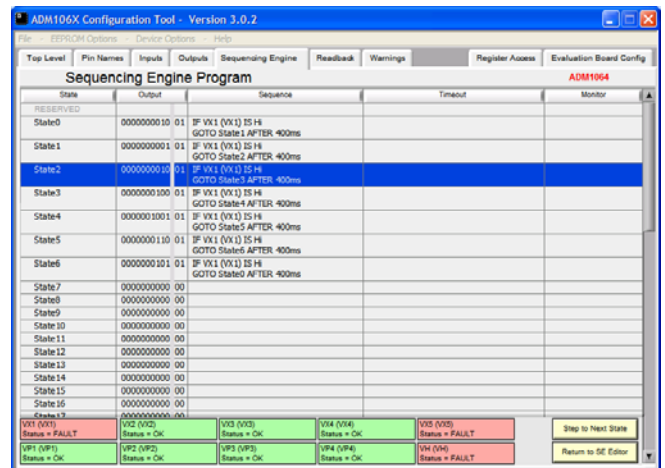 ADM106X Configuration Tool - Version 3.0.2
File - EEPROM Options - Device Options - Help
Top Level Pin Names Inputs Outputs Sequencing Engine Readback Warnings Register Access Evaluation Board Config
Sequencing Engine Program ADM1064
State Output Sequence Timeout Monitor
RESERVED
State0 0000000010 01 IF VX1 (VX1) IS Hi
GOTO State1 AFTER 400ms
State1 0000000001 01 IF VX1 (VX1) IS Hi
GOTO State2 AFTER 400ms
State2 0000000010 01 IF VX1 (VX1) IS Hi
GOTO State3 AFTER 400ms
State3 0000000100 01 IF VX1 (VX1) IS Hi
GOTO State4 AFTER 400ms
State4 0000001001 01 IF VX1 (VX1) IS Hi
GOTO State5 AFTER 400ms
State5 0000000110 01 IF VX1 (VX1) IS Hi
GOTO State6 AFTER 400ms
State6 0000000101 01 IF VX1 (VX1) IS Hi
GOTO State0 AFTER 400ms
State7 0000000000 00
State8 0000000000 00
State9 0000000000 00
State10 0000000000 00
State11 0000000000 00
State12 0000000000 00
State13 0000000000 00
State14 0000000000 00
State15 0000000000 00
State16 0000000000 00
State17 0000000000 00
VX1 (VX1) VX2 (VX2) VX3 (VX3) VX4 (VX4) VX5 (VX5)
Status = FAULT Status = OK Status = OK Status = OK Status = FAULT
Step to Next State
VP1 (VP1) VP2 (VP2) VP3 (VP3) VP4 (VP4) VH (VH)
Status = OK Status = OK Status = OK Status = OK Status = FAULT
Return to SE Editor